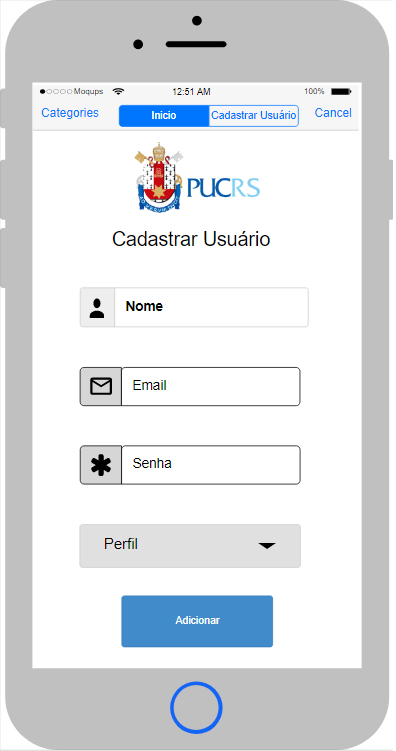 Moqups 12:51 AM 100%
Categories Inicio Cadastrar Usuário Cancel
PUCRS
Cadastrar Usuário
Nome
Email
Senha
Perfil
Adicionar